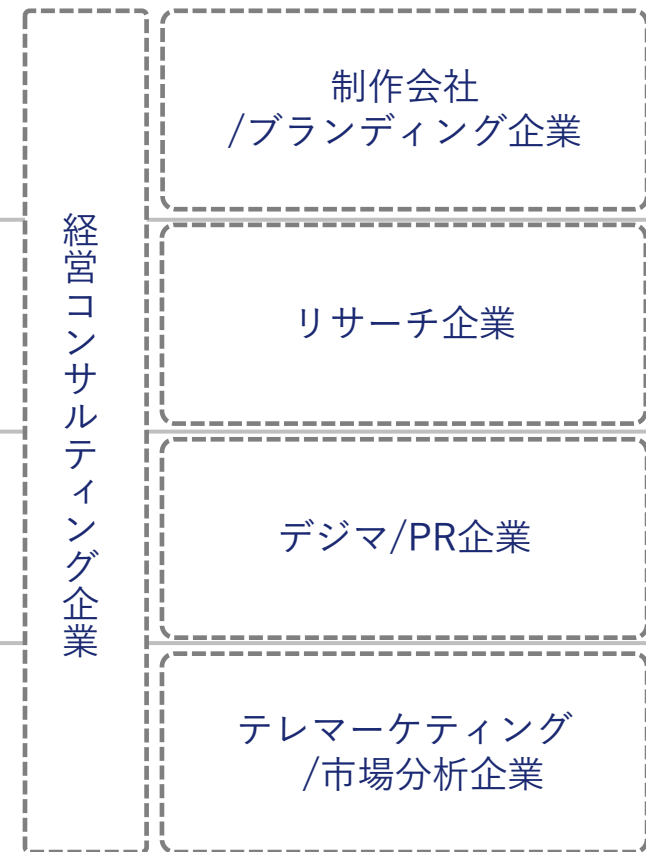 経営コンサルティング企業
制作会社
/ブランディング企業
リサーチ企業
デジマ/PR企業
テレマーケティング
/市場分析企業